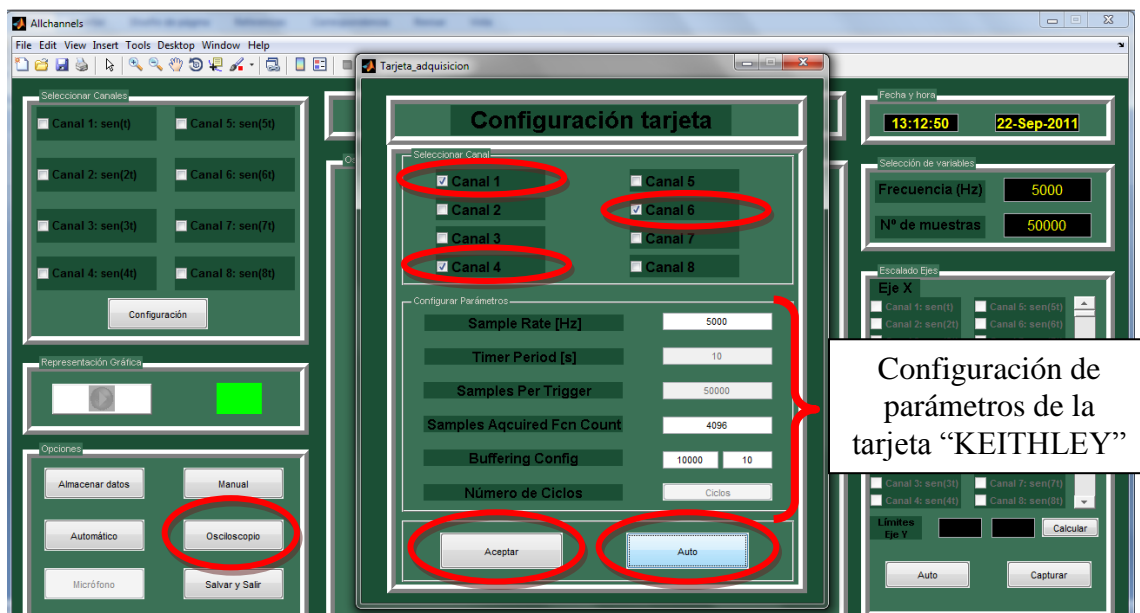 Allchannels
File Edit View Insert Tools Desktop Window Help
Seleccionar Canales
Canal 1: sen(t) Canal 5: sen(5t)
Canal 2: sen(2t) Canal 6: sen(6t)
Canal 3: sen(3t) Canal 7: sen(7t)
Canal 4: sen(4t) Canal 8: sen(8t)
Configuración
Representación Gráfica
Opciones
Almacenar datos Manual
Automático Osciloscopio
Micrófono Salvar y Salir
Tarjeta_adquisicion
Configuración tarjeta
Seleccionar Canal
Canal 1 Canal 5
Canal 2 Canal 6
Canal 3 Canal 7
Canal 4 Canal 8
Configurar Parámetros
Sample Rate [Hz] 5000
Timer Period [s] 10
Samples Per Trigger 50000
Samples Aqcuired Fcn Count 4096
Buffering Config 10000 10
Número de Ciclos Ciclos
Aceptar Auto
Fecha y hora
13:12:50 22-Sep-2011
Selección de variables
Frecuencia (Hz) 5000
Nº de muestras 50000
Escalado Ejes
Eje X
Canal 1: sen(t) Canal 5: sen(5t)
Canal 2: sen(2t) Canal 6: sen(6t)
Configuración de
parámetros de la
tarjeta “KEITHLEY”
Canal 3: sen(3t) Canal 7: sen(7t)
Canal 4: sen(4t) Canal 8: sen(8t)
Límites
Eje Y Calcular
Auto Capturar